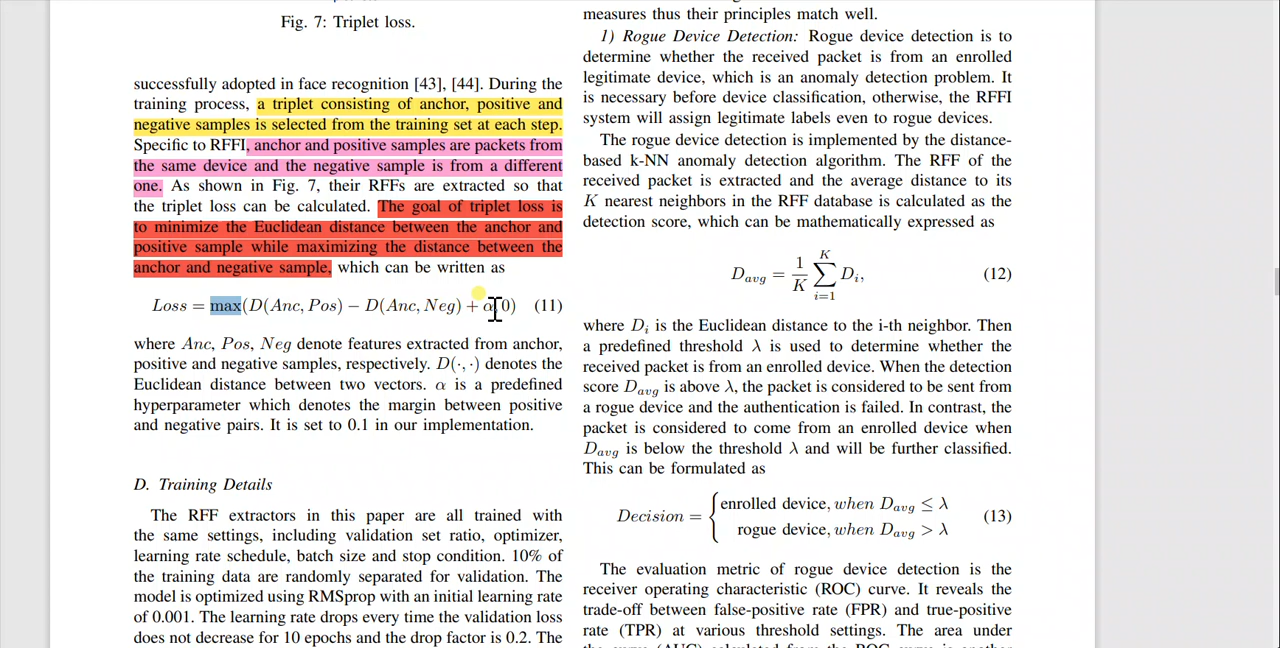 Fig. 7: Triplet loss.
successfully adopted in face recognition [43], [44]. During the
training process, a triplet consisting of anchor, positive and
negative samples is selected from the training set at each step.
Specific to RFFI, anchor and positive samples are packets from
the same device and the negative sample is from a different
one. As shown in Fig. 7, their RFFs are extracted so that
the triplet loss can be calculated. The goal of triplet loss is
to minimize the Euclidean distance between the anchor and
positive sample while maximizing the distance between the
anchor and negative sample, which can be written as
Loss = max(D(Anc, Pos) − D(Anc, Neg) + α, 0) (11)
where Anc, Pos, Neg denote features extracted from anchor,
positive and negative samples, respectively. D(·, ·) denotes the
Euclidean distance between two vectors. α is a predefined
hyperparameter which denotes the margin between positive
and negative pairs. It is set to 0.1 in our implementation.
D. Training Details
The RFF extractors in this paper are all trained with
the same settings, including validation set ratio, optimizer,
learning rate schedule, batch size and stop condition. 10% of
the training data are randomly separated for validation. The
model is optimized using RMSprop with an initial learning rate
of 0.001. The learning rate drops every time the validation loss
does not decrease for 10 epochs and the drop factor is 0.2. The
measures thus their principles match well.
1) Rogue Device Detection: Rogue device detection is to
determine whether the received packet is from an enrolled
legitimate device, which is an anomaly detection problem. It
is necessary before device classification, otherwise, the RFFI
system will assign legitimate labels even to rogue devices.
The rogue device detection is implemented by the distance-
based k-NN anomaly detection algorithm. The RFF of the
received packet is extracted and the average distance to its
K nearest neighbors in the RFF database is calculated as the
detection score, which can be mathematically expressed as
D_avg = 1/K ∑_{i=1}^{K} D_i, (12)
where D_i is the Euclidean distance to the i-th neighbor. Then
a predefined threshold λ is used to determine whether the
received packet is from an enrolled device. When the detection
score D_avg is above λ, the packet is considered to be sent from
a rogue device and the authentication is failed. In contrast, the
packet is considered to come from an enrolled device when
D_avg is below the threshold λ and will be further classified.
This can be formulated as
Decision = { enrolled device, when D_avg ≤ λ
rogue device, when D_avg > λ (13)
The evaluation metric of rogue device detection is the
receiver operating characteristic (ROC) curve. It reveals the
trade-off between false-positive rate (FPR) and true-positive
rate (TPR) at various threshold settings. The area under